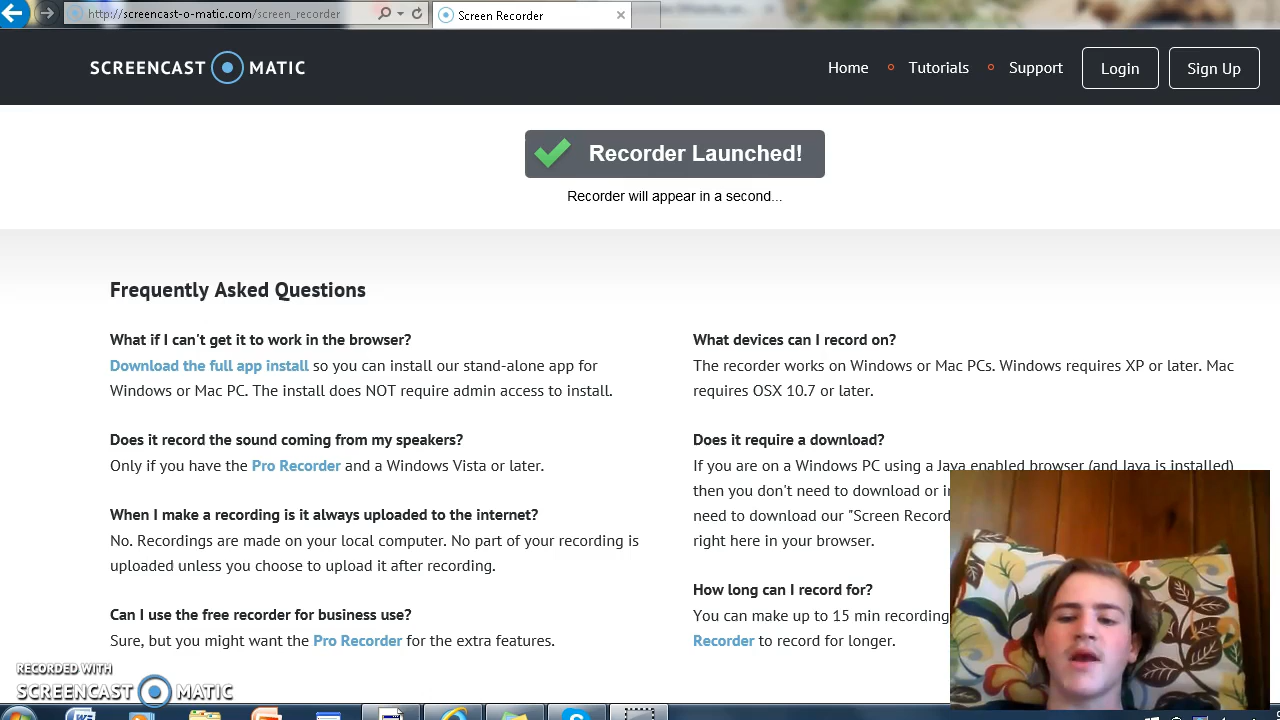 http://screencast-o-matic.com/screen_recorder
Screen Recorder
SCREENCAST MATIC
Home
Tutorials
Support
Login
Sign Up
Recorder Launched!
Recorder will appear in a second...
Frequently Asked Questions
What if I can't get it to work in the browser?
Download the full app install so you can install our stand-alone app for
Windows or Mac PC. The install does NOT require admin access to install.
Does it record the sound coming from my speakers?
Only if you have the Pro Recorder and a Windows Vista or later.
When I make a recording is it always uploaded to the internet?
No. Recordings are made on your local computer. No part of your recording is
uploaded unless you choose to upload it after recording.
Can I use the free recorder for business use?
Sure, but you might want the Pro Recorder for the extra features.
What devices can I record on?
The recorder works on Windows or Mac PCs. Windows requires XP or later. Mac
requires OSX 10.7 or later.
Does it require a download?
If you are on a Windows PC using a Java enabled browser (and Java is installed)
then you don't need to download or
need to download our "Screen Record
right here in your browser.
How long can I record for?
You can make up to 15 min recording
Recorder to record for longer.
RECORDED WITH
SCREENCAST MATIC